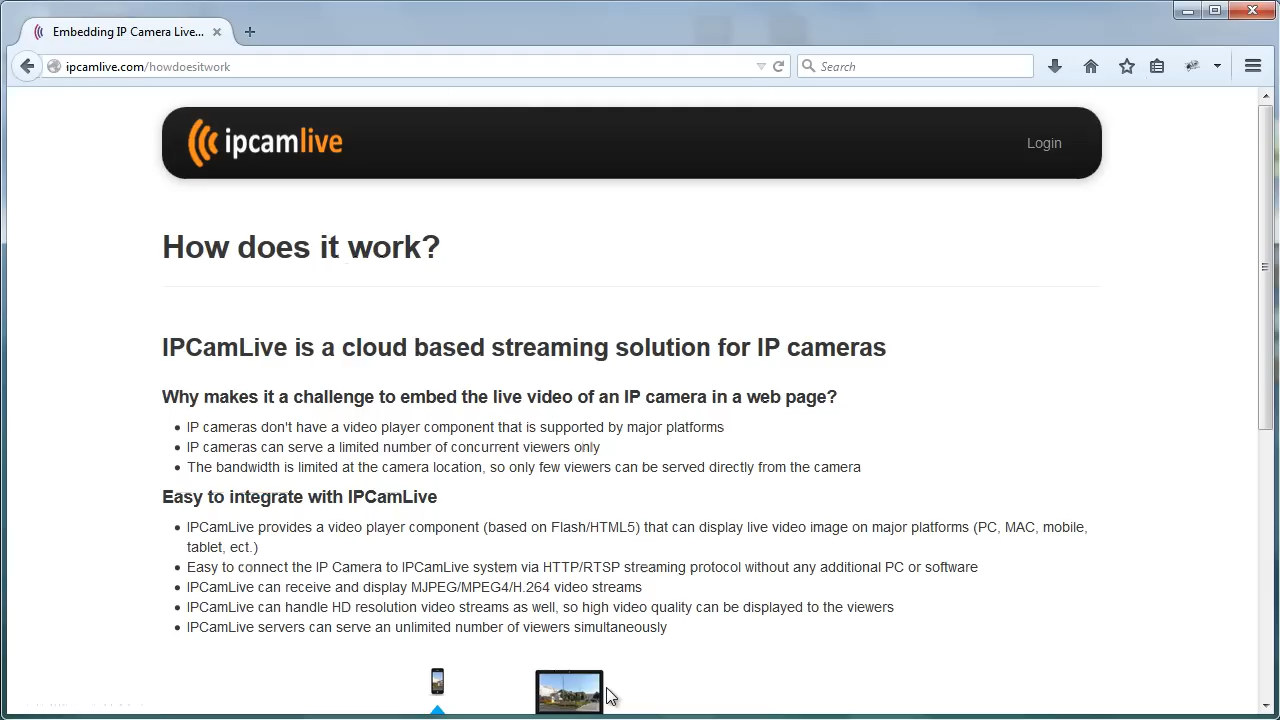 Embedding IP Camera Live...
ipcamlive.com/howdoesitwork
Search
ipcamlive
Login
How does it work?
IPCamLive is a cloud based streaming solution for IP cameras
Why makes it a challenge to embed the live video of an IP camera in a web page?
IP cameras don't have a video player component that is supported by major platforms
IP cameras can serve a limited number of concurrent viewers only
The bandwidth is limited at the camera location, so only few viewers can be served directly from the camera
Easy to integrate with IPCamLive
IPCamLive provides a video player component (based on Flash/HTML5) that can display live video image on major platforms (PC, MAC, mobile,
tablet, ect.)
Easy to connect the IP Camera to IPCamLive system via HTTP/RTSP streaming protocol without any additional PC or software
IPCamLive can receive and display MJPEG/MPEG4/H.264 video streams
IPCamLive can handle HD resolution video streams as well, so high video quality can be displayed to the viewers
IPCamLive servers can serve an unlimited number of viewers simultaneously